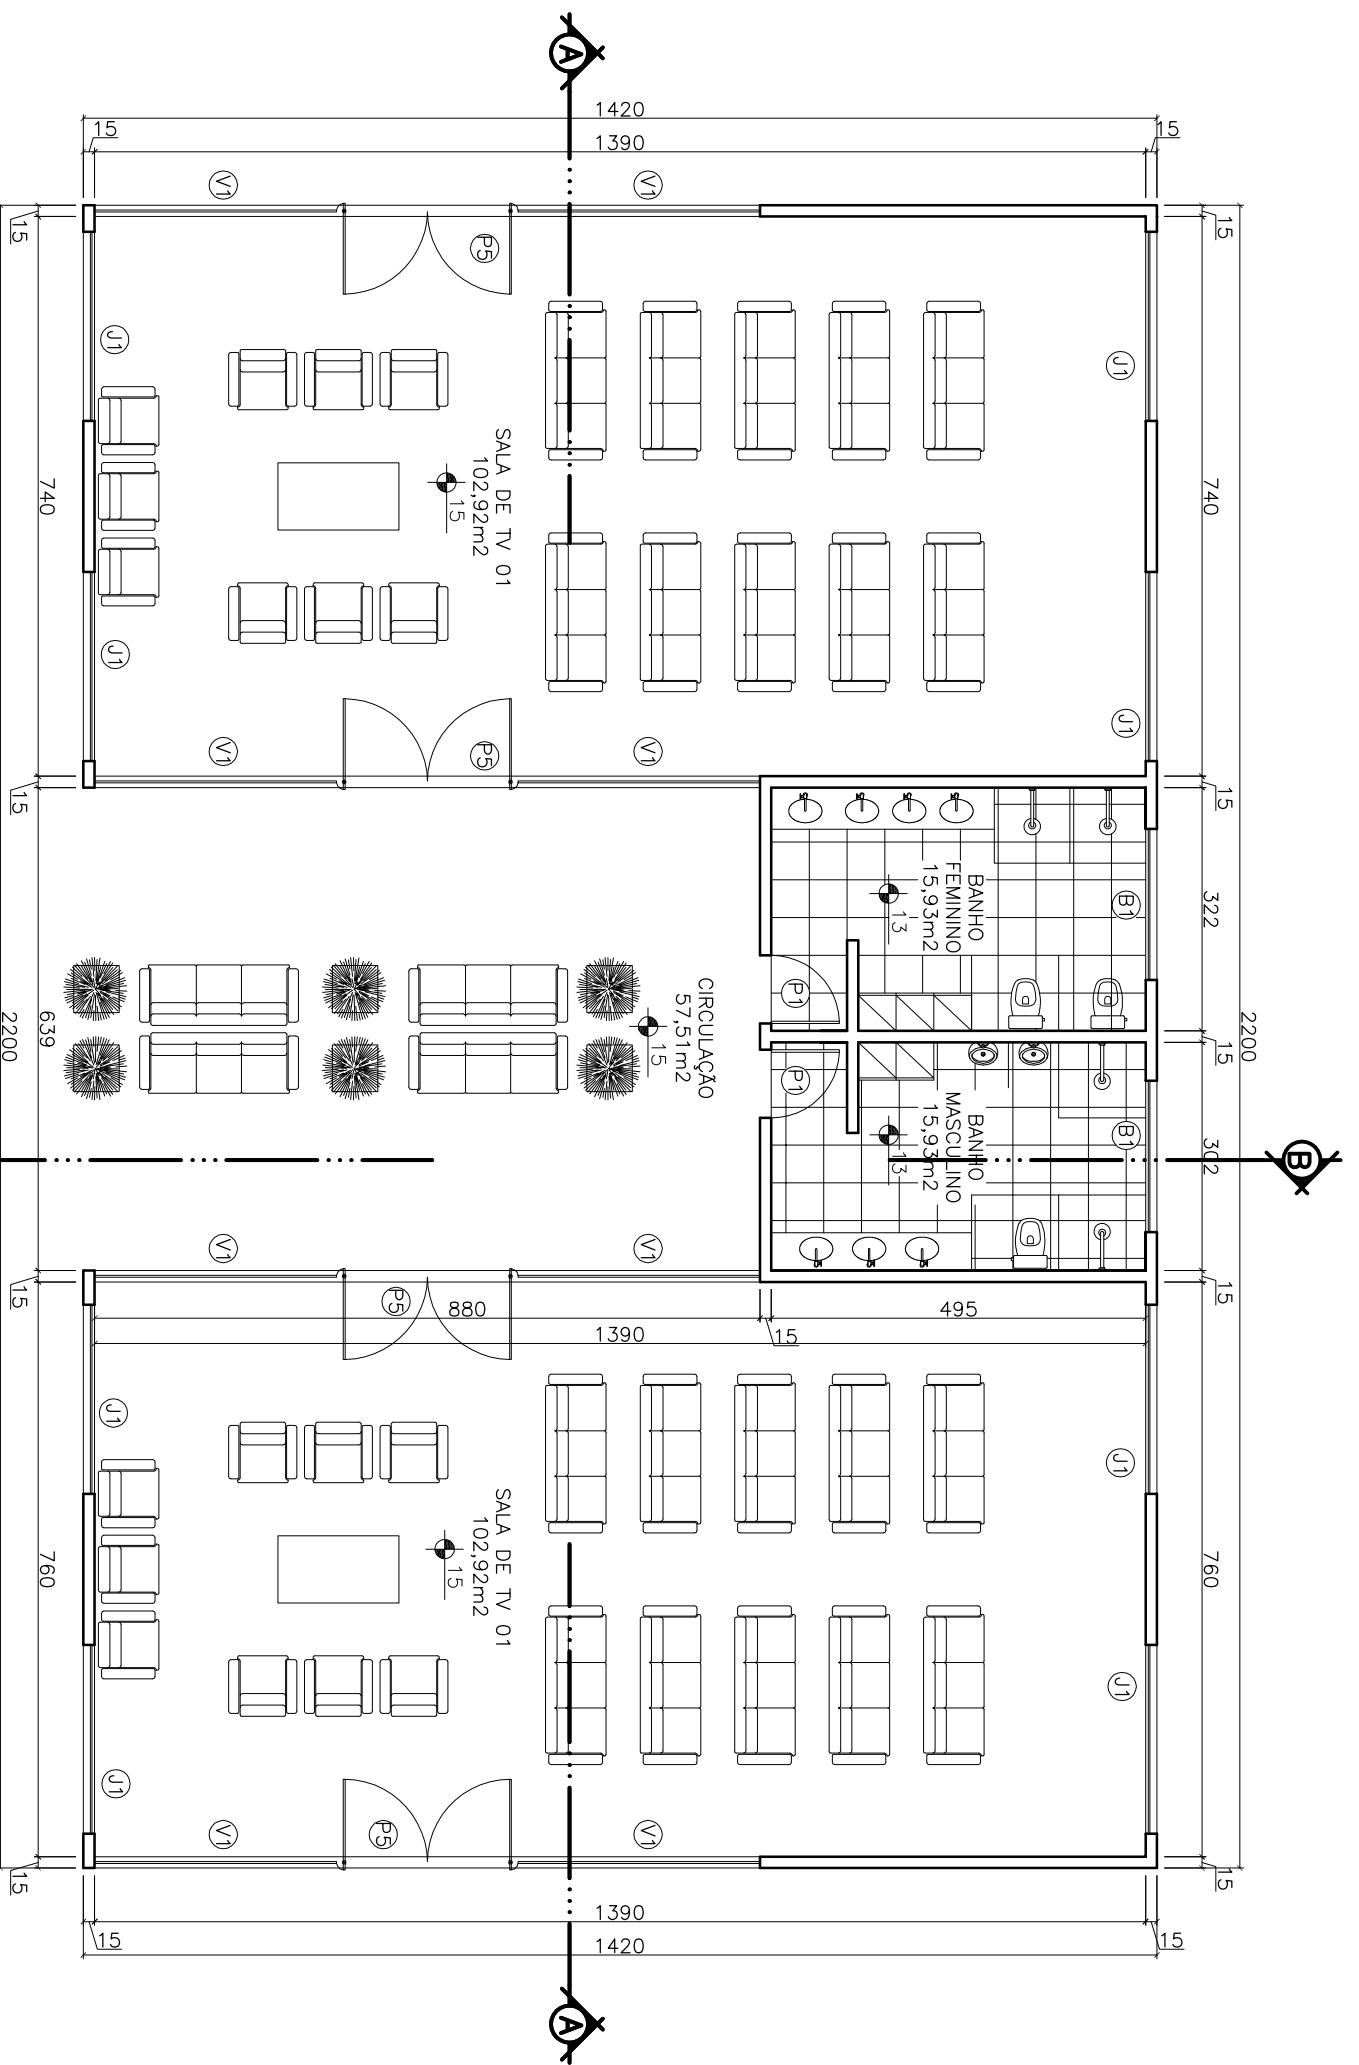 A
1420
15
1390
15
V1
V1
15
15
P5
J1
J1
SALA DE TV 01
102,92m2
15
740
740
J1
J1
V1
P5
V1
15
15
BANHO
FEMININO
15,93m2
13
B1
322
P1
CIRCULAÇÃO
57,51m2
15
639
2200
2200
15
P1
BANHO
MASCULINO
15,93m2
13
B1
302
B
V1
V1
15
15
P5
880
495
15
1390
J1
J1
SALA DE TV 01
102,92m2
15
760
760
J1
J1
V1
P5
V1
15
15
1390
15
15
1420
A